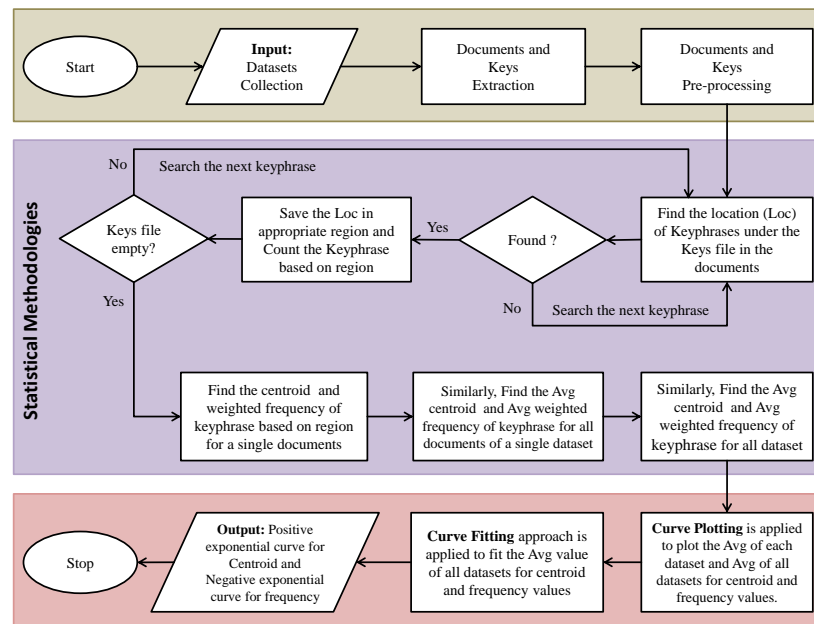 Start
Input:
Datasets
Collection
Documents and
Keys
Extraction
Documents and
Keys
Pre-processing
Statistical Methodologies
No
Search the next keyphrase
Keys file
empty?
Save the Loc in
appropriate region and
Count the Keyphrase
based on region
Yes
Found ?
Find the location (Loc)
of Keyphrases under the
Keys file in the
documents
No
Search the next keyphrase
Yes
Find the centroid and
weighted frequency of
keyphrase based on region
for a single documents
Similarly, Find the Avg
centroid and Avg weighted
frequency of keyphrase for all
documents of a single dataset
Similarly, Find the Avg
centroid and Avg
weighted frequency of
keyphrase for all dataset
Stop
Output: Positive
exponential curve for
Centroid and
Negative exponential
curve for frequency
Curve Fitting approach is
applied to fit the Avg value
of all datasets for centroid
and frequency values
Curve Plotting is applied
to plot the Avg of each
dataset and Avg of all
datasets for centroid and
frequency values.